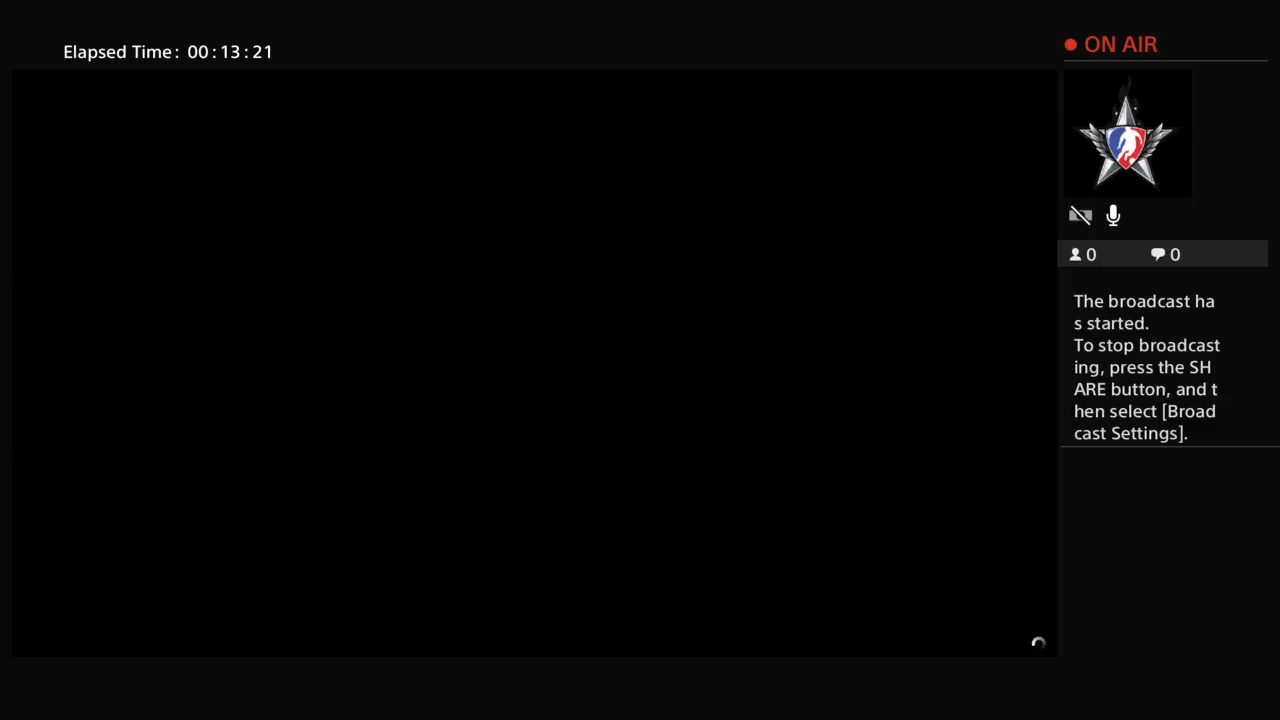 Elapsed Time: 00:13:21
ON AIR
0 0
The broadcast ha
s started.
To stop broadcast
ing, press the SH
ARE button, and t
hen select [Broad
cast Settings].